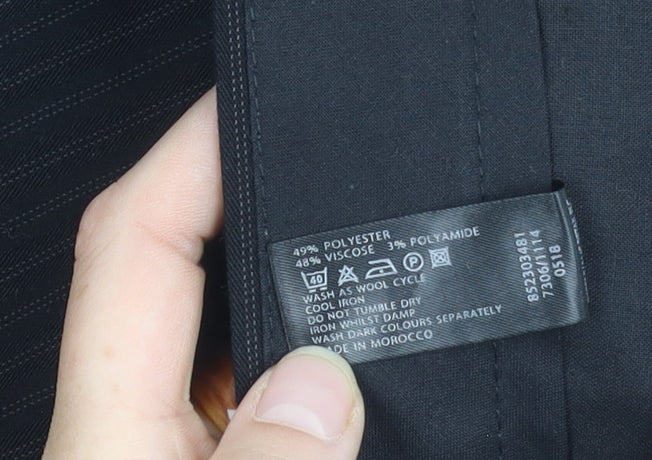 49% POLYESTER
48% VISCOSE 3% POLYAMIDE
40 P
WASH AS WOOL CYCLE
COOL IRON
DO NOT TUMBLE DRY
IRON WHILST DAMP
WASH DARK COLOURS SEPARATELY
IN MOROCCO
852303481
7306/1114
0518